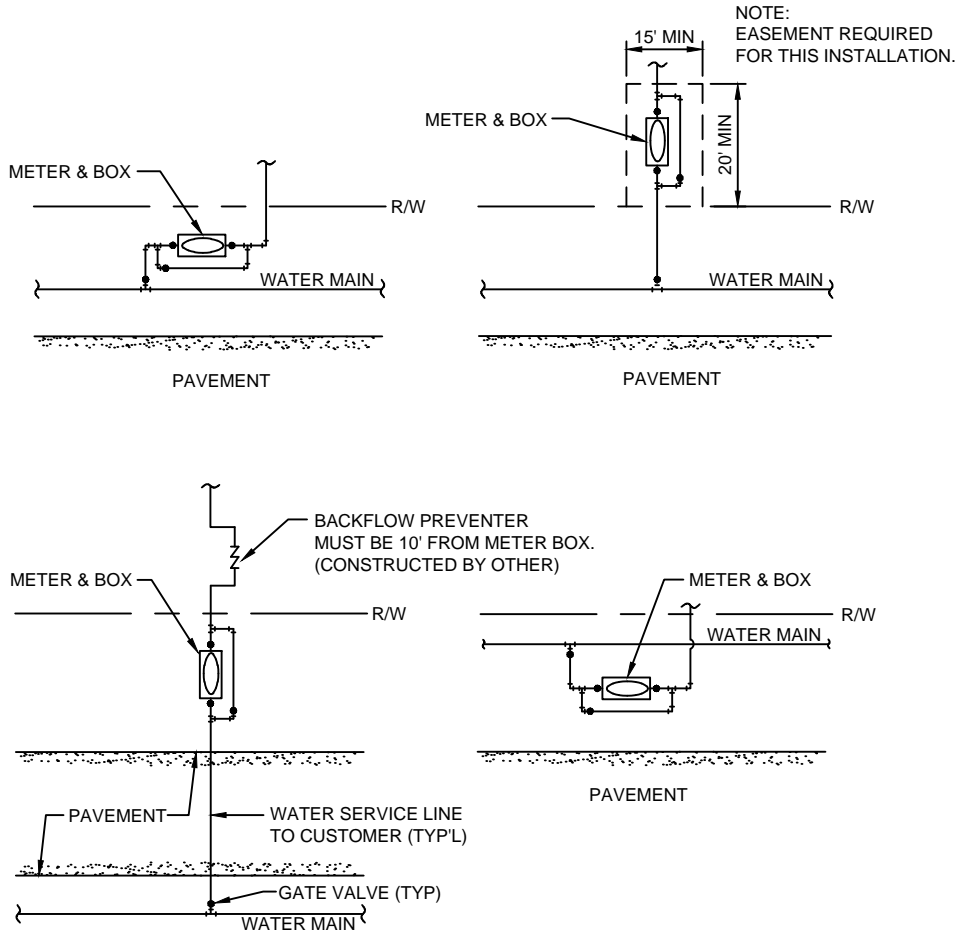 NOTE:
EASEMENT REQUIRED
FOR THIS INSTALLATION.
15' MIN
METER & BOX
20' MIN
METER & BOX
R/W
R/W
WATER MAIN
WATER MAIN
PAVEMENT
PAVEMENT
BACKFLOW PREVENTER
MUST BE 10' FROM METER BOX.
(CONSTRUCTED BY OTHER)
METER & BOX
METER & BOX
R/W
R/W
WATER MAIN
PAVEMENT
PAVEMENT
WATER SERVICE LINE
TO CUSTOMER (TYP'L)
GATE VALVE (TYP)
WATER MAIN